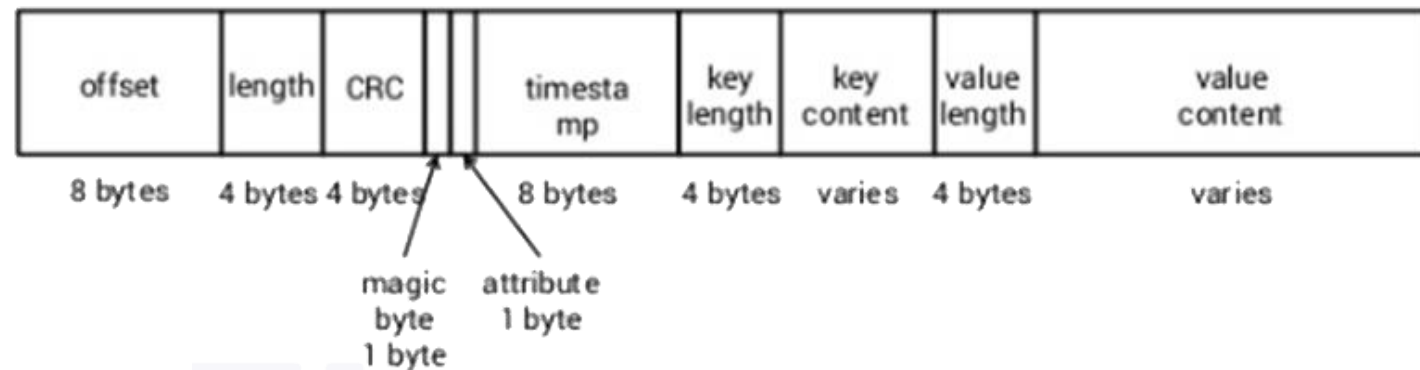 offset
length
CRC
timesta
mp
key
length
key
content
value
length
value
content
8 bytes
4 bytes
4 bytes
8 bytes
4 bytes
varies
4 bytes
varies
magic
byte
1 byte
attribute
1 byte